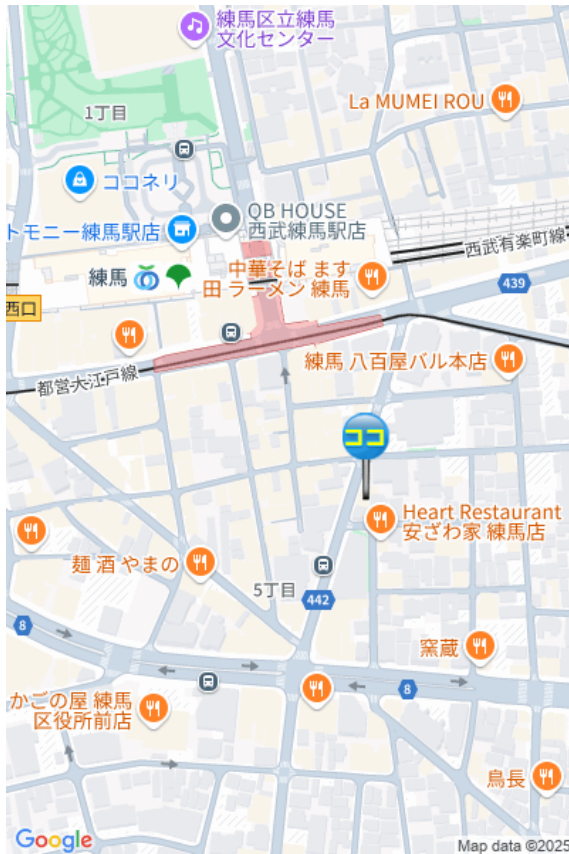 練馬区立練馬
文化センター
La MUMEI ROU
1丁目
ココネリ
QB HOUSE
西武練馬駅店
トモニー練馬駅店
西武有楽町線
練馬
中華そば ます
田 ラーメン 練馬
439
西口
都営大江戸線
練馬 八百屋バル本店
ココ
Heart Restaurant
安ざわ家 練馬店
麺 酒 やまの
5丁目
442
8
窯蔵
8
かごの屋 練馬
区役所前店
鳥長
Google
Map data ©2025